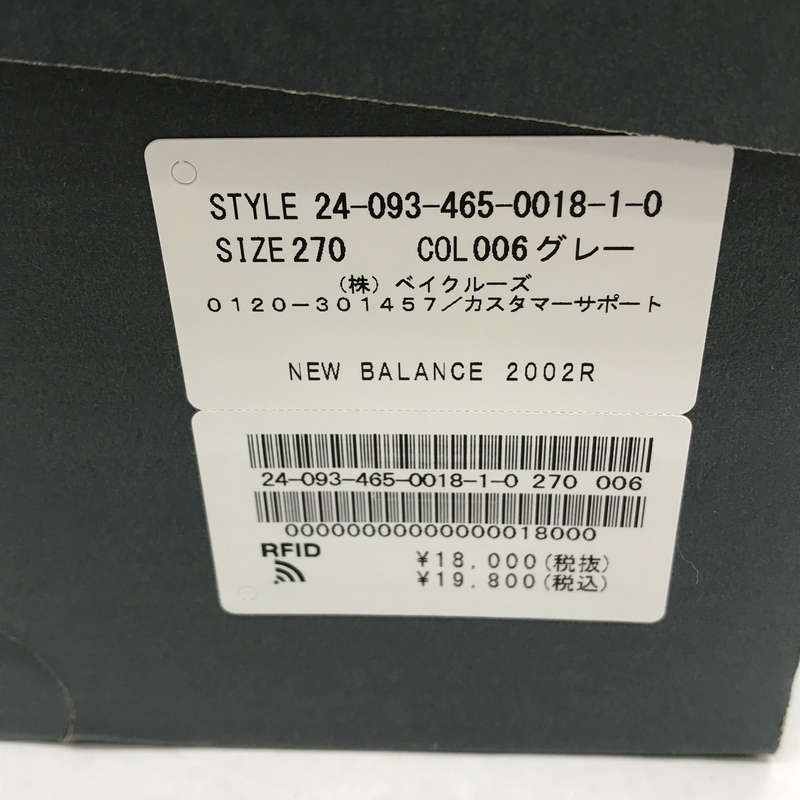 STYLE 24-093-465-0018-1-0
SIZE 270 COL 006 グレー
(株) ベイクルーズ
0120-301457/カスタマーサポート
NEW BALANCE 2002R
24-093-465-0018-1-0 270 006
00000000000000018000
RFID
¥18,000(税抜)
¥19,800(税込)